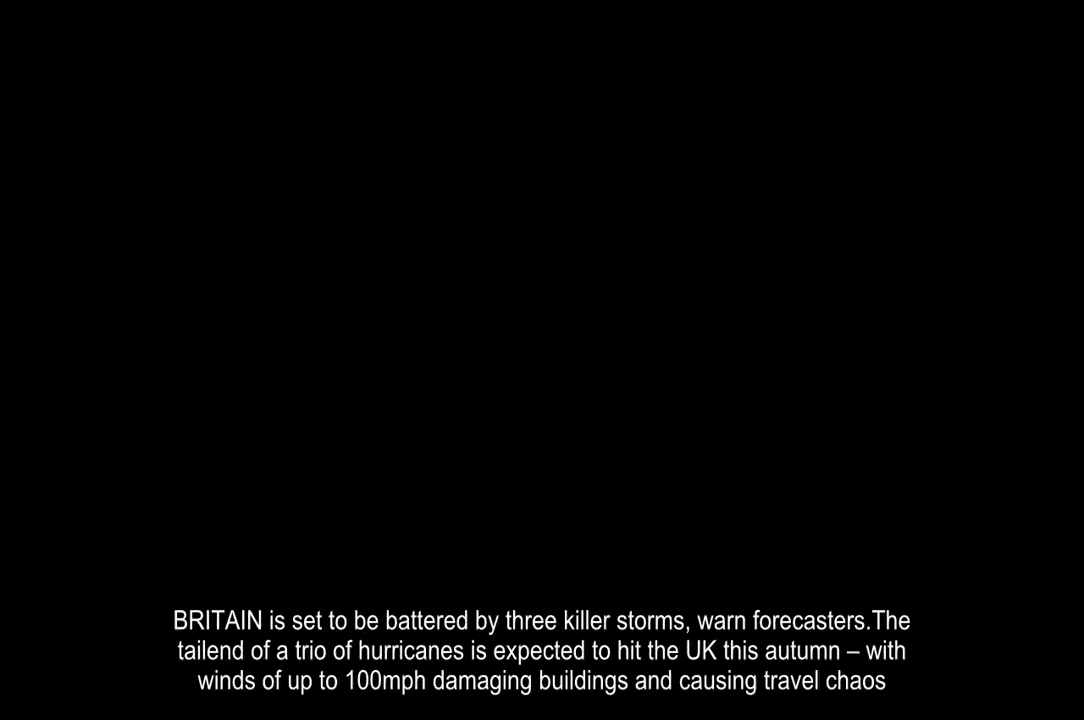 BRITAIN is set to be battered by three killer storms, warn forecasters.The
tailend of a trio of hurricanes is expected to hit the UK this autumn – with
winds of up to 100mph damaging buildings and causing travel chaos